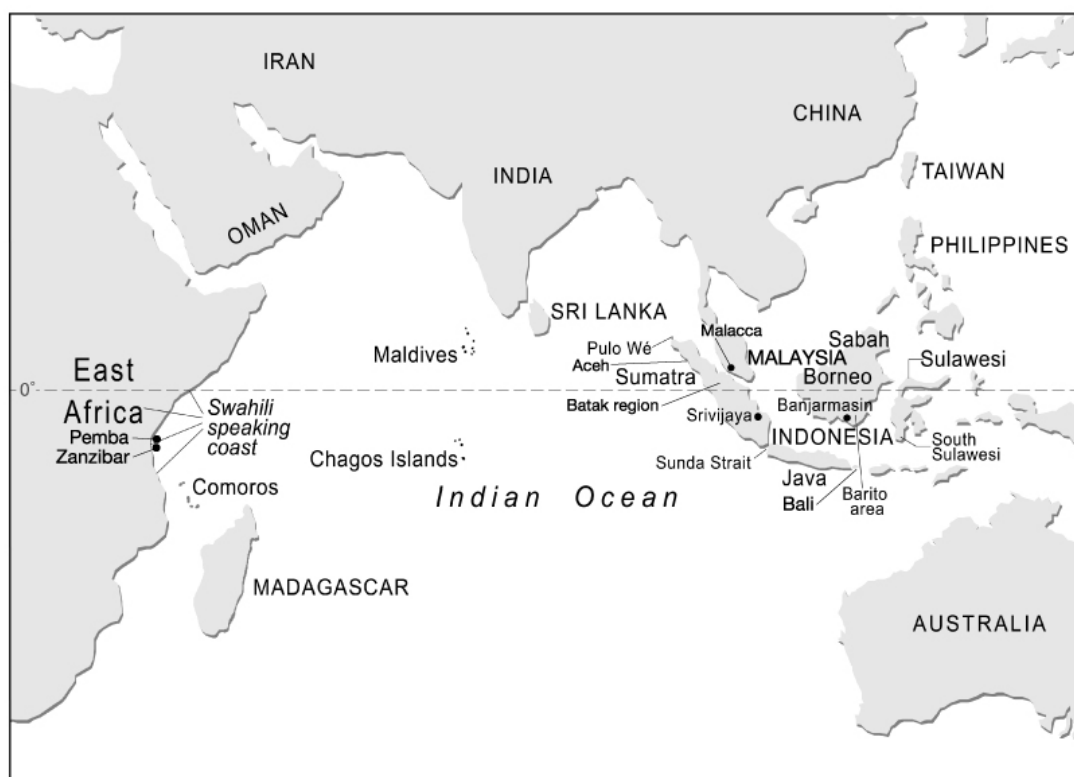 IRAN
CHINA
INDIA
TAIWAN
OMAN
PHILIPPINES
SRI LANKA
Malacca
Sabah
Pulo Wé
Maldives
MALAYSIA
Sulawesi
Aceh
East
Sumatra
Borneo
0°
Africa
Swahili
speaking
coast
Batak region
Srivijaya
Banjarmasin
Pemba
Zanzibar
INDONESIA
South
Sulawesi
Chagos Islands
Sunda Strait
Comoros
Java
Bali
Barito
area
Indian Ocean
MADAGASCAR
AUSTRALIA